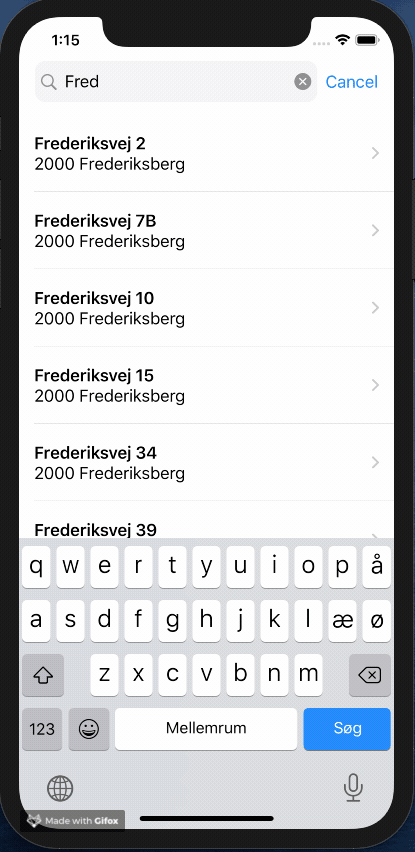 1:15
Fred
Cancel
Frederiksvej 2
2000 Frederiksberg
Frederiksvej 7B
2000 Frederiksberg
Frederiksvej 10
2000 Frederiksberg
Frederiksvej 15
2000 Frederiksberg
Frederiksvej 34
2000 Frederiksberg
Frederiksvej 39
q w e r t y u i o p å
a s d f g h j k l æ ø
z x c v b n m
123 Mellemrum Søg
Made with Gifox